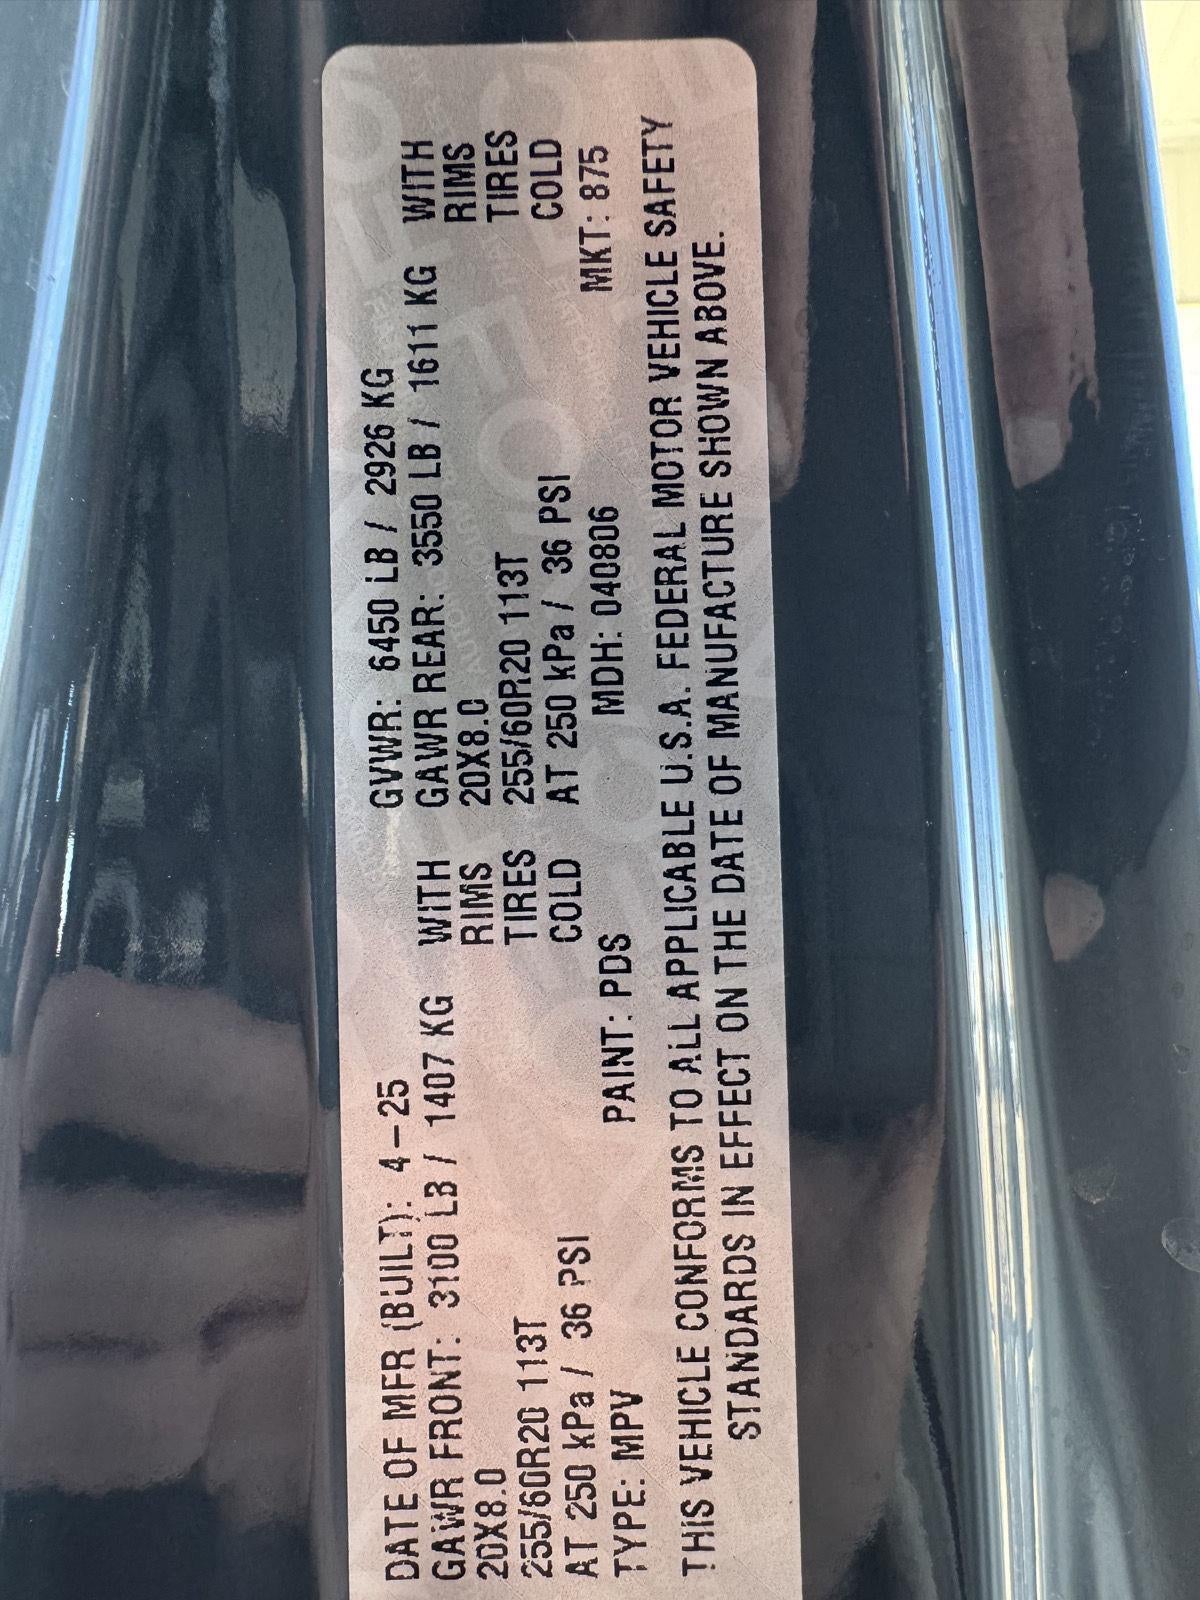 DATE OF MFR (BUILT): 4-25 GVWR: 6450 LB / 2926 KG
GAWR FRONT: 3100 LB / 1407 KG WITH GAWR REAR: 3550 LB / 1611 KG WITH
20X8.0 RIMS 20X8.0 RIMS
255/60R20 113T TIRES 255/60R20 113T TIRES
AT 250 kPa / 36 PSI COLD AT 250 kPa / 36 PSI COLD
TYPE: MPV PAINT: PDS MDH: 040806 MKT: 875
THIS VEHICLE CONFORMS TO ALL APPLICABLE U.S.A. FEDERAL MOTOR VEHICLE SAFETY
STANDARDS IN EFFECT ON THE DATE OF MANUFACTURE SHOWN ABOVE.